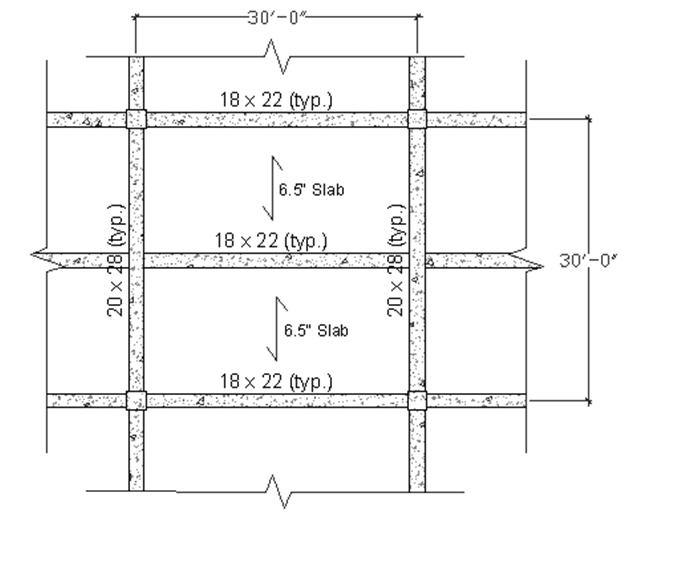 30'-0"
18 x 22 (typ.)
6.5" Slab
20 x 28 (typ.)
18 x 22 (typ.)
20 x 28 (typ.)
30'-0"
6.5" Slab
18 x 22 (typ.)